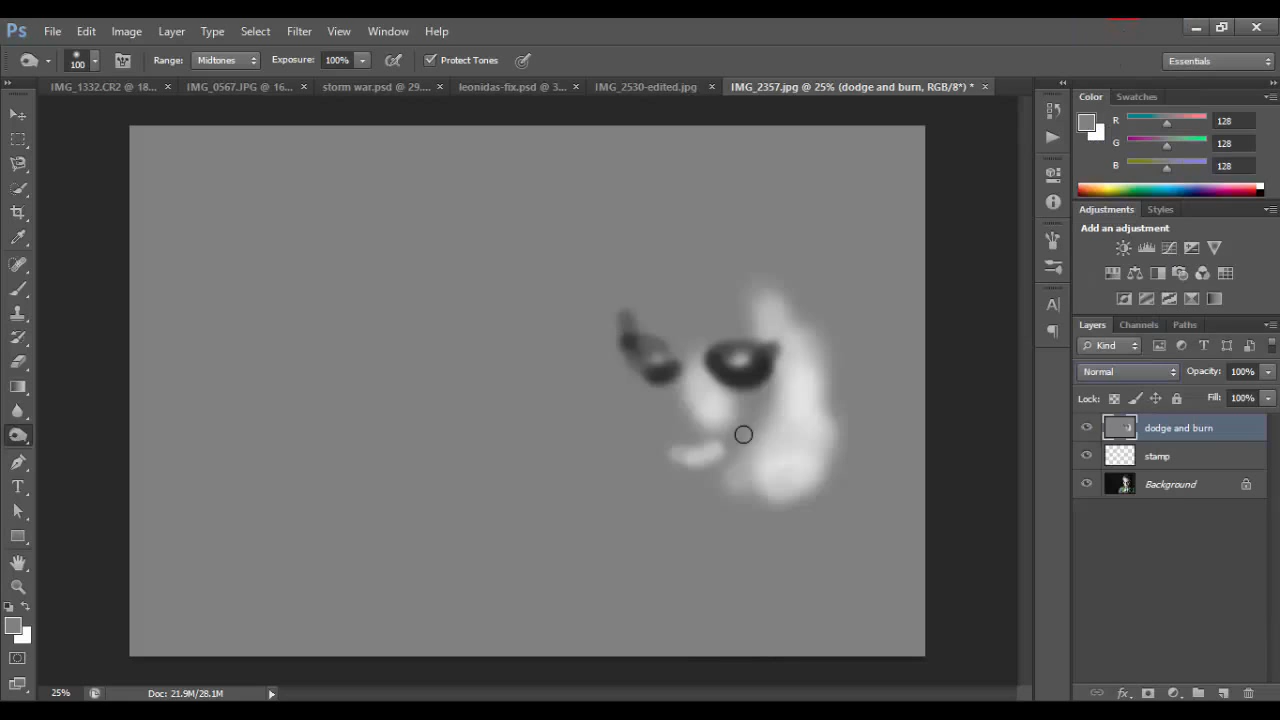 Ps File Edit Image Layer Type Select Filter View Window Help
100 Range: Midtones Exposure: 100% Protect Tones Essentials
IMG_1332.CR2 @ 18... × IMG_0567.JPG @ 16... × storm war.psd @ 29.... × leonidas-fix.psd @ 3... × IMG_2530-edited.jpg × IMG_2357.jpg @ 25% (dodge and burn, RGB/8*) * ×
Color Swatches
R 128
G 128
B 128
Adjustments Styles
Add an adjustment
Layers Channels Paths
Kind T
Normal Opacity: 100%
Lock: Fill: 100%
dodge and burn
stamp
Background
25% Doc: 21.9M/28.1M
fx